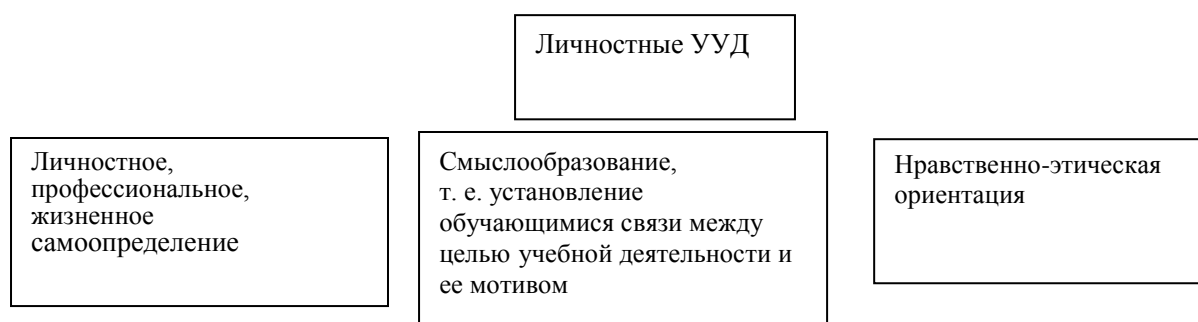 Личностные УУД
Личностное,
профессиональное,
жизненное
самоопределение
Смыслообразование,
т. е. установление
обучающимися связи между
целью учебной деятельности и
ее мотивом
Нравственно-этическая
ориентация